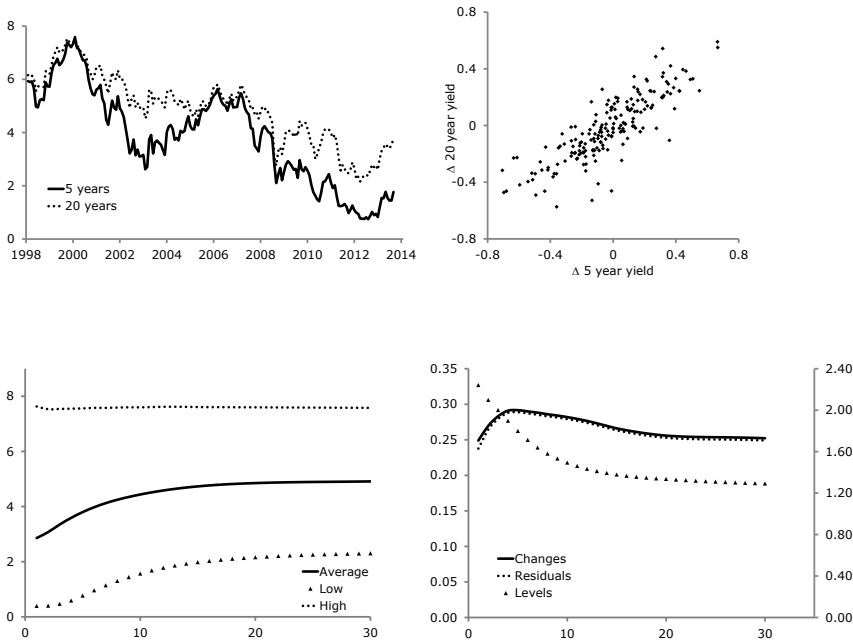 8
6
4
2
0
1998 2000 2002 2004 2006 2008 2010 2012 2014
5 years
20 years
0.8
0.4
0
-0.4
-0.8
Δ 20 year yield
-0.8 -0.4 0 0.4 0.8
Δ 5 year yield
8
6
4
2
0
0 10 20 30
Average
Low
High
0.35
0.30
0.25
0.20
0.15
0.10
0.05
0.00
0 10 20 30
2.40
2.00
1.60
1.20
0.80
0.40
0.00
Changes
Residuals
Levels